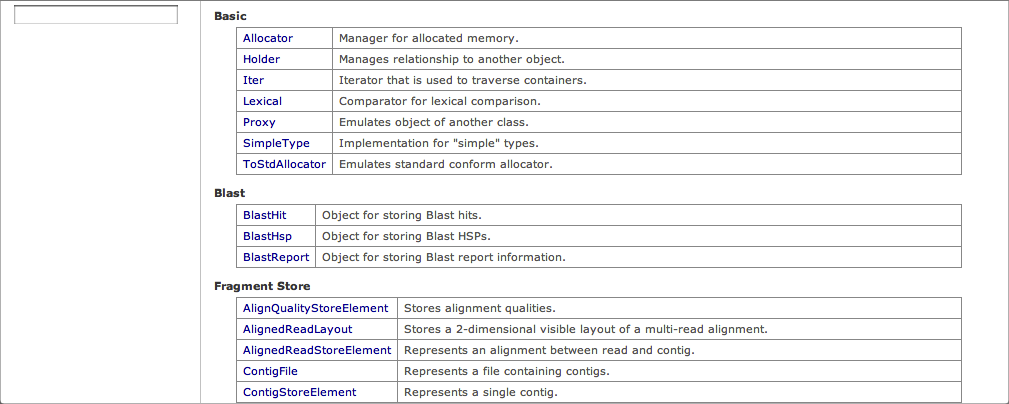 Basic
Allocator Manager for allocated memory.
Holder Manages relationship to another object.
Iter Iterator that is used to traverse containers.
Lexical Comparator for lexical comparison.
Proxy Emulates object of another class.
SimpleType Implementation for "simple" types.
ToStdAllocator Emulates standard conform allocator.
Blast
BlastHit Object for storing Blast hits.
BlastHsp Object for storing Blast HSPs.
BlastReport Object for storing Blast report information.
Fragment Store
AlignQualityStoreElement Stores alignment qualities.
AlignedReadLayout Stores a 2-dimensional visible layout of a multi-read alignment.
AlignedReadStoreElement Represents an alignment between read and contig.
ContigFile Represents a file containing contigs.
ContigStoreElement Represents a single contig.